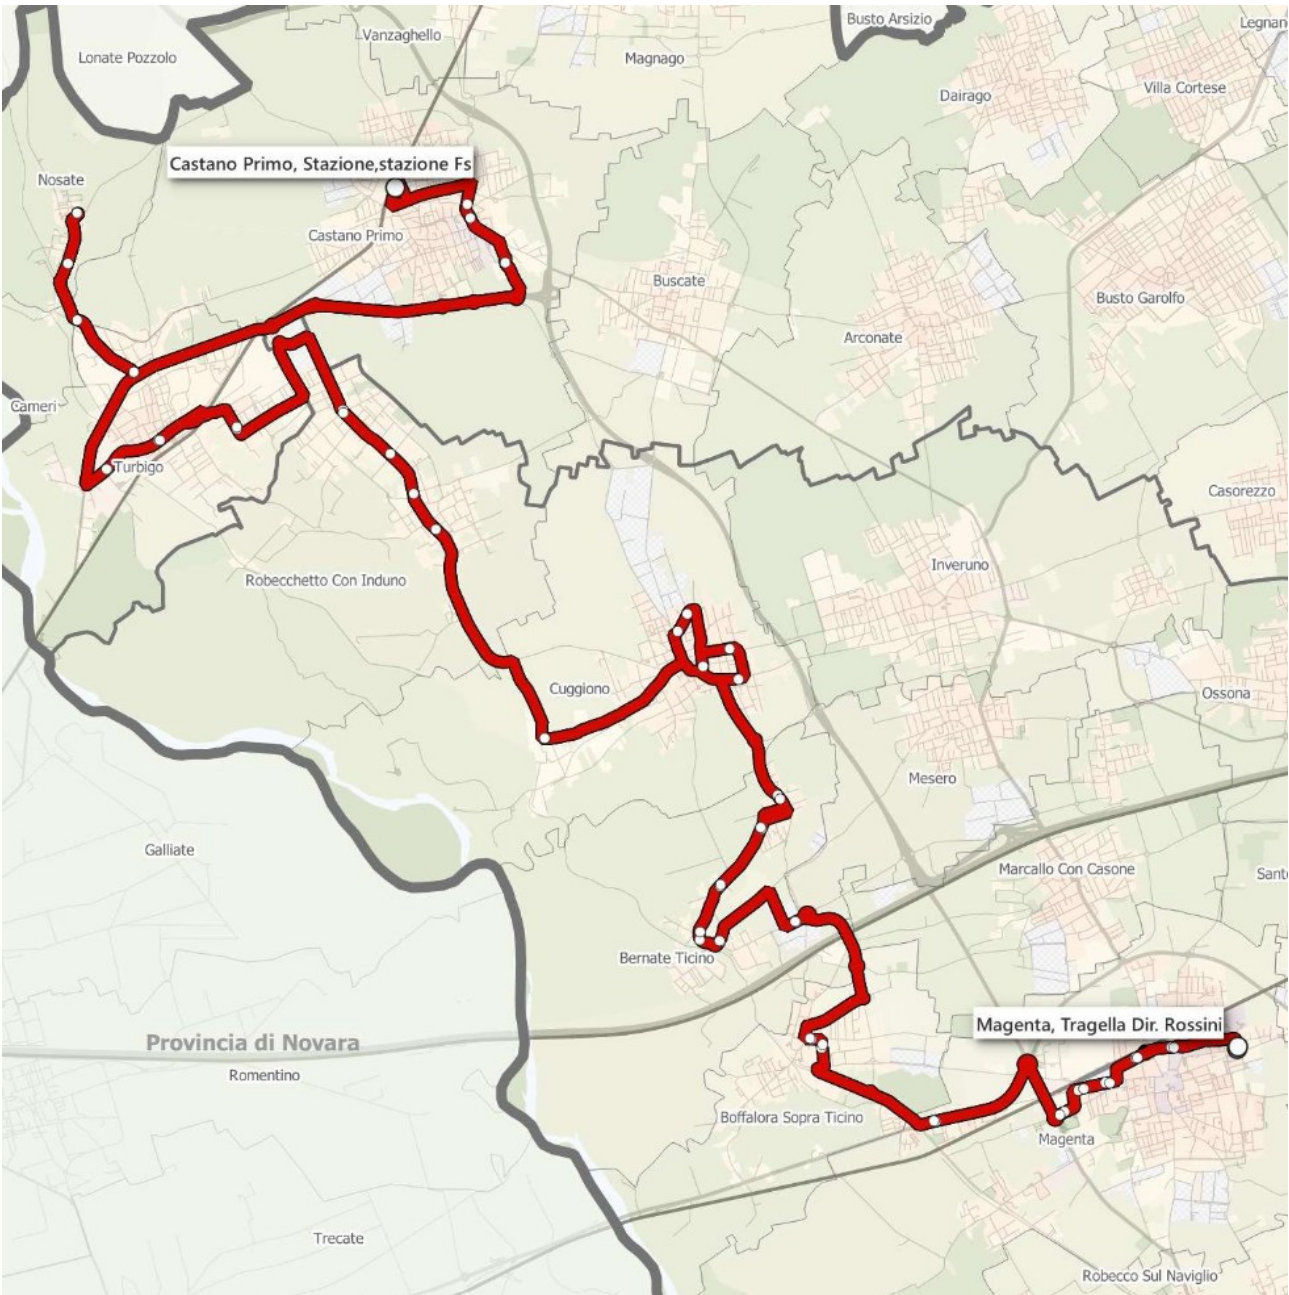 Busto Arsizio
Legnan
Vanzaghello
Lonate Pozzolo
Magnago
Villa Cortese
Dairago
Castano Primo, Stazione,stazione Fs
Nosate
Castano Primo
Buscate
Busto Garolfo
Arconate
Cameri
Turbigo
Casorezzo
Inveruno
Robecchetto Con Induno
Cuggiono
Ossona
Mesero
Galliate
Marcallo Con Casone
Sant
Bernate Ticino
Magenta, Tragella Dir. Rossini
Provincia di Novara
Romentino
Boffalora Sopra Ticino
Magenta
Trecate
Robecco Sul Naviglio